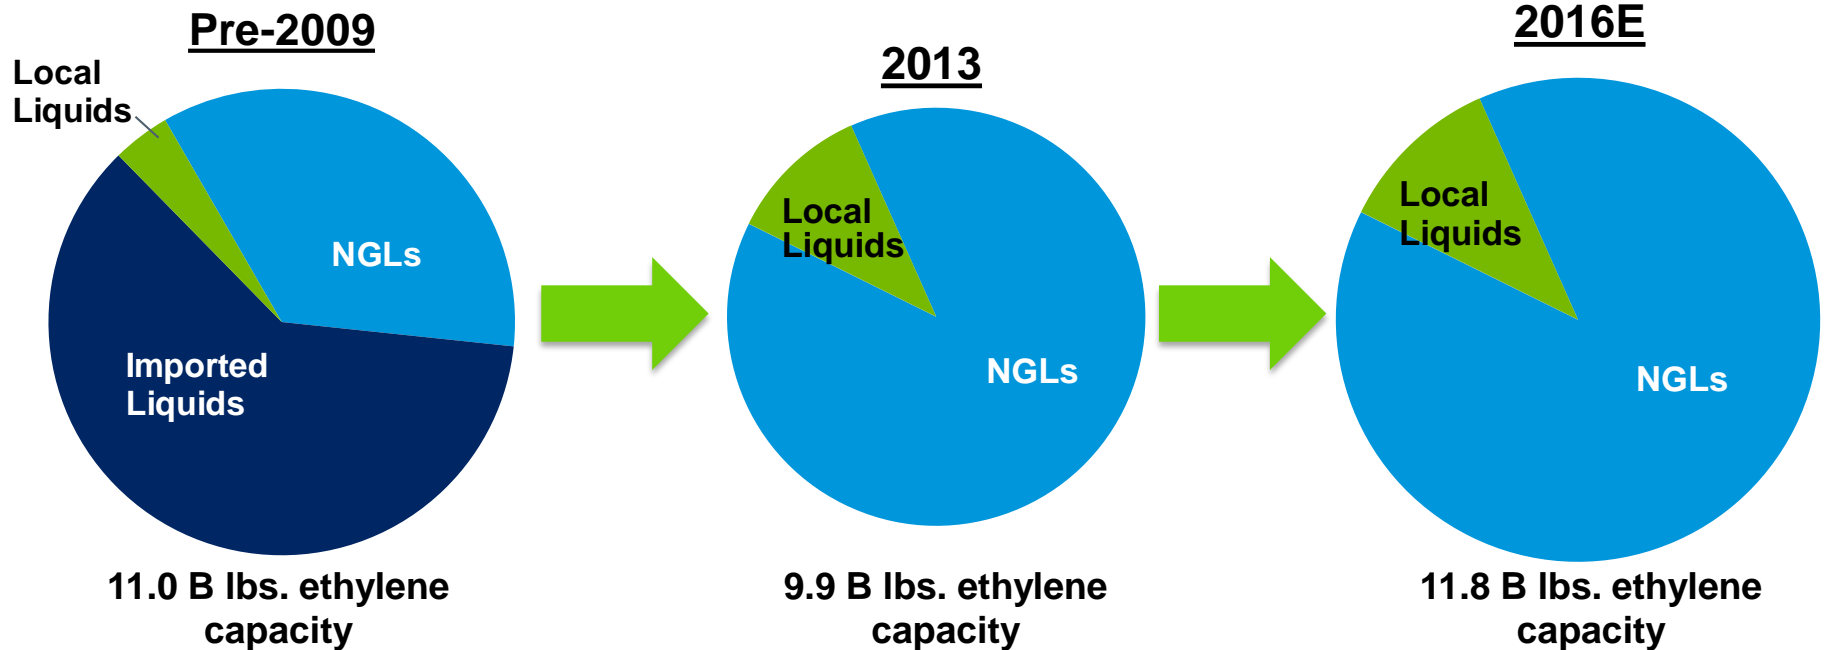 Pre-2009
Local
Liquids
NGLs
Imported
Liquids
11.0 B lbs. ethylene
capacity
2013
Local
Liquids
NGLs
9.9 B lbs. ethylene
capacity
2016E
Local
Liquids
NGLs
11.8 B lbs. ethylene
capacity